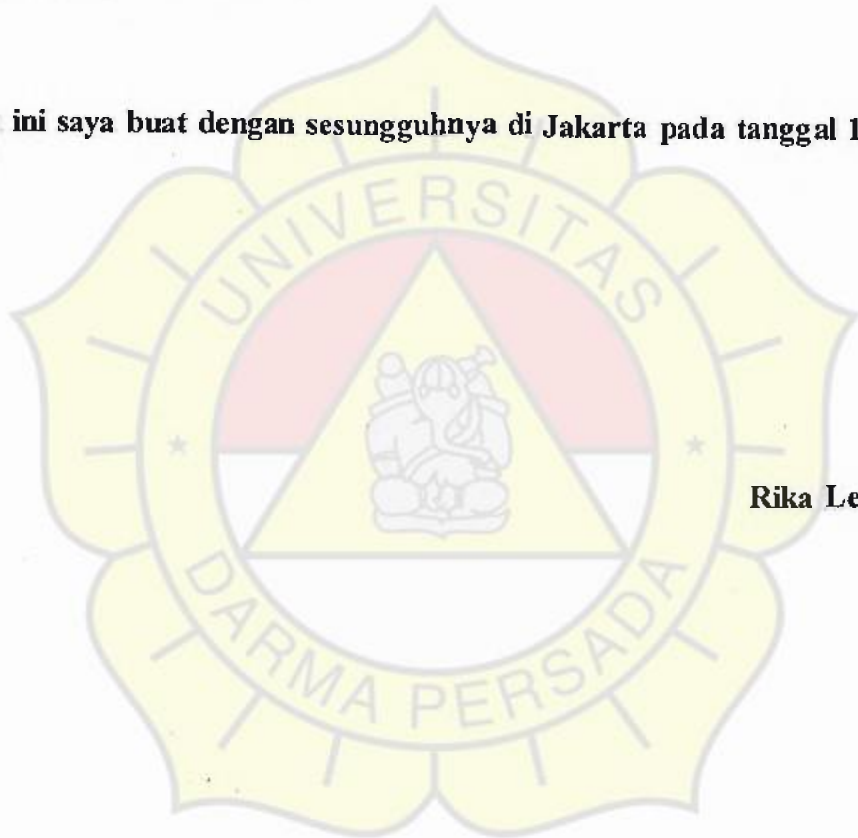 ini saya buat dengan sesungguhnya di Jakarta pada tanggal 1
UNIVERSITAS
Rika Le
DARMA PERSADA